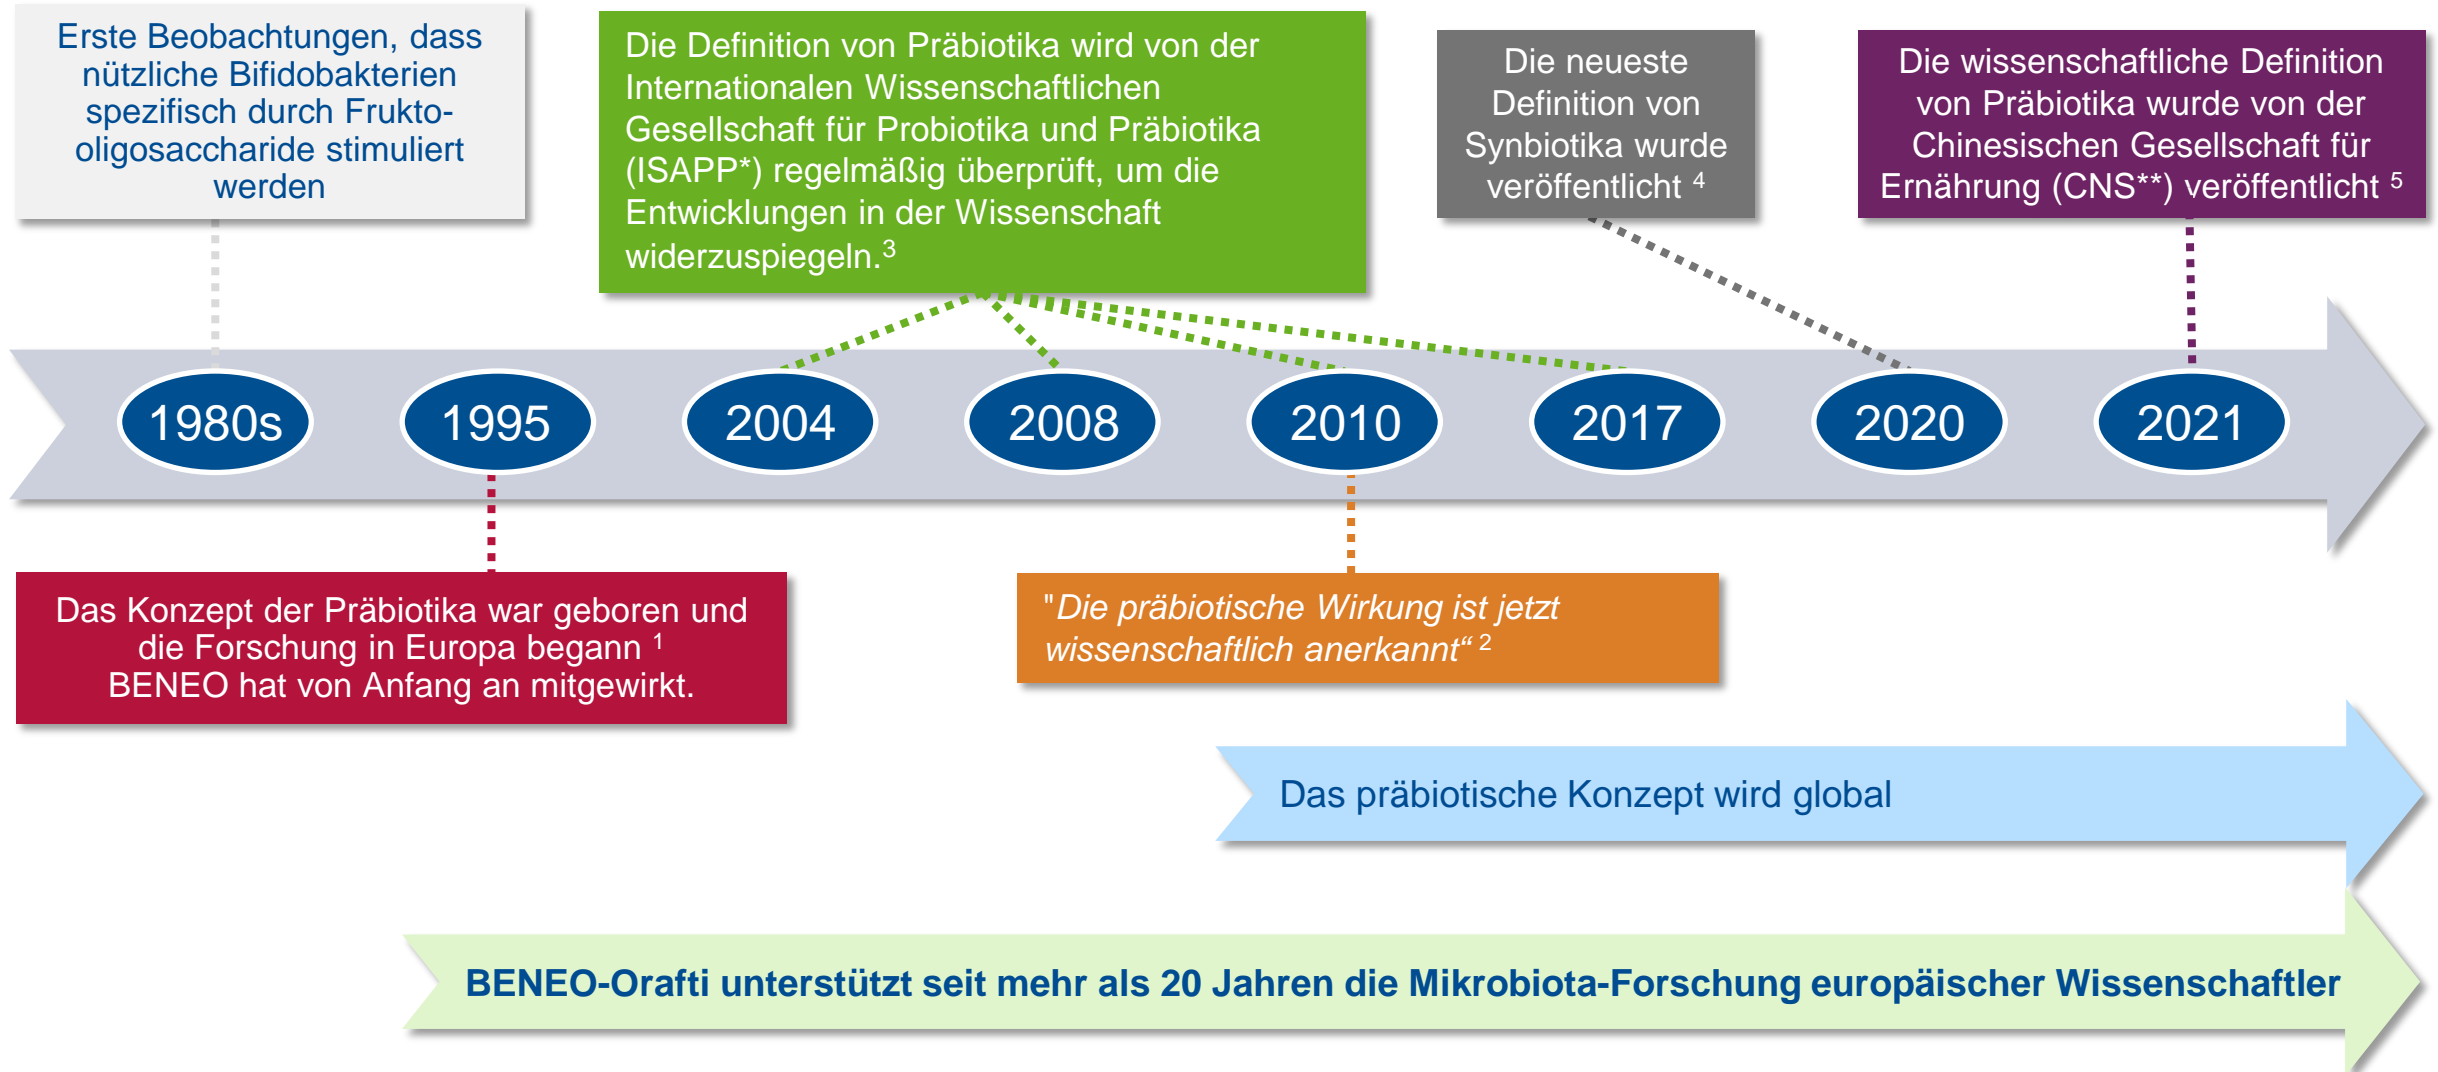 Erste Beobachtungen, dass
nützliche Bifidobakterien
spezifisch durch Frukto-
oligosaccharide stimuliert
werden
Die Definition von Präbiotika wird von der
Internationalen Wissenschaftlichen
Gesellschaft für Probiotika und Präbiotika
(ISAPP*) regelmäßig überprüft, um die
Entwicklungen in der Wissenschaft
widerzuspiegeln.³
Die neueste
Definition von
Synbiotika wurde
veröffentlicht ⁴
Die wissenschaftliche Definition
von Präbiotika wurde von der
Chinesischen Gesellschaft für
Ernährung (CNS**) veröffentlicht ⁵
1980s
1995
2004
2008
2010
2017
2020
2021
Das Konzept der Präbiotika war geboren und
die Forschung in Europa begann ¹
BENEO hat von Anfang an mitgewirkt.
"Die präbiotische Wirkung ist jetzt
wissenschaftlich anerkannt“ ²
Das präbiotische Konzept wird global
BENEO-Orafti unterstützt seit mehr als 20 Jahren die Mikrobiota-Forschung europäischer Wissenschaftler